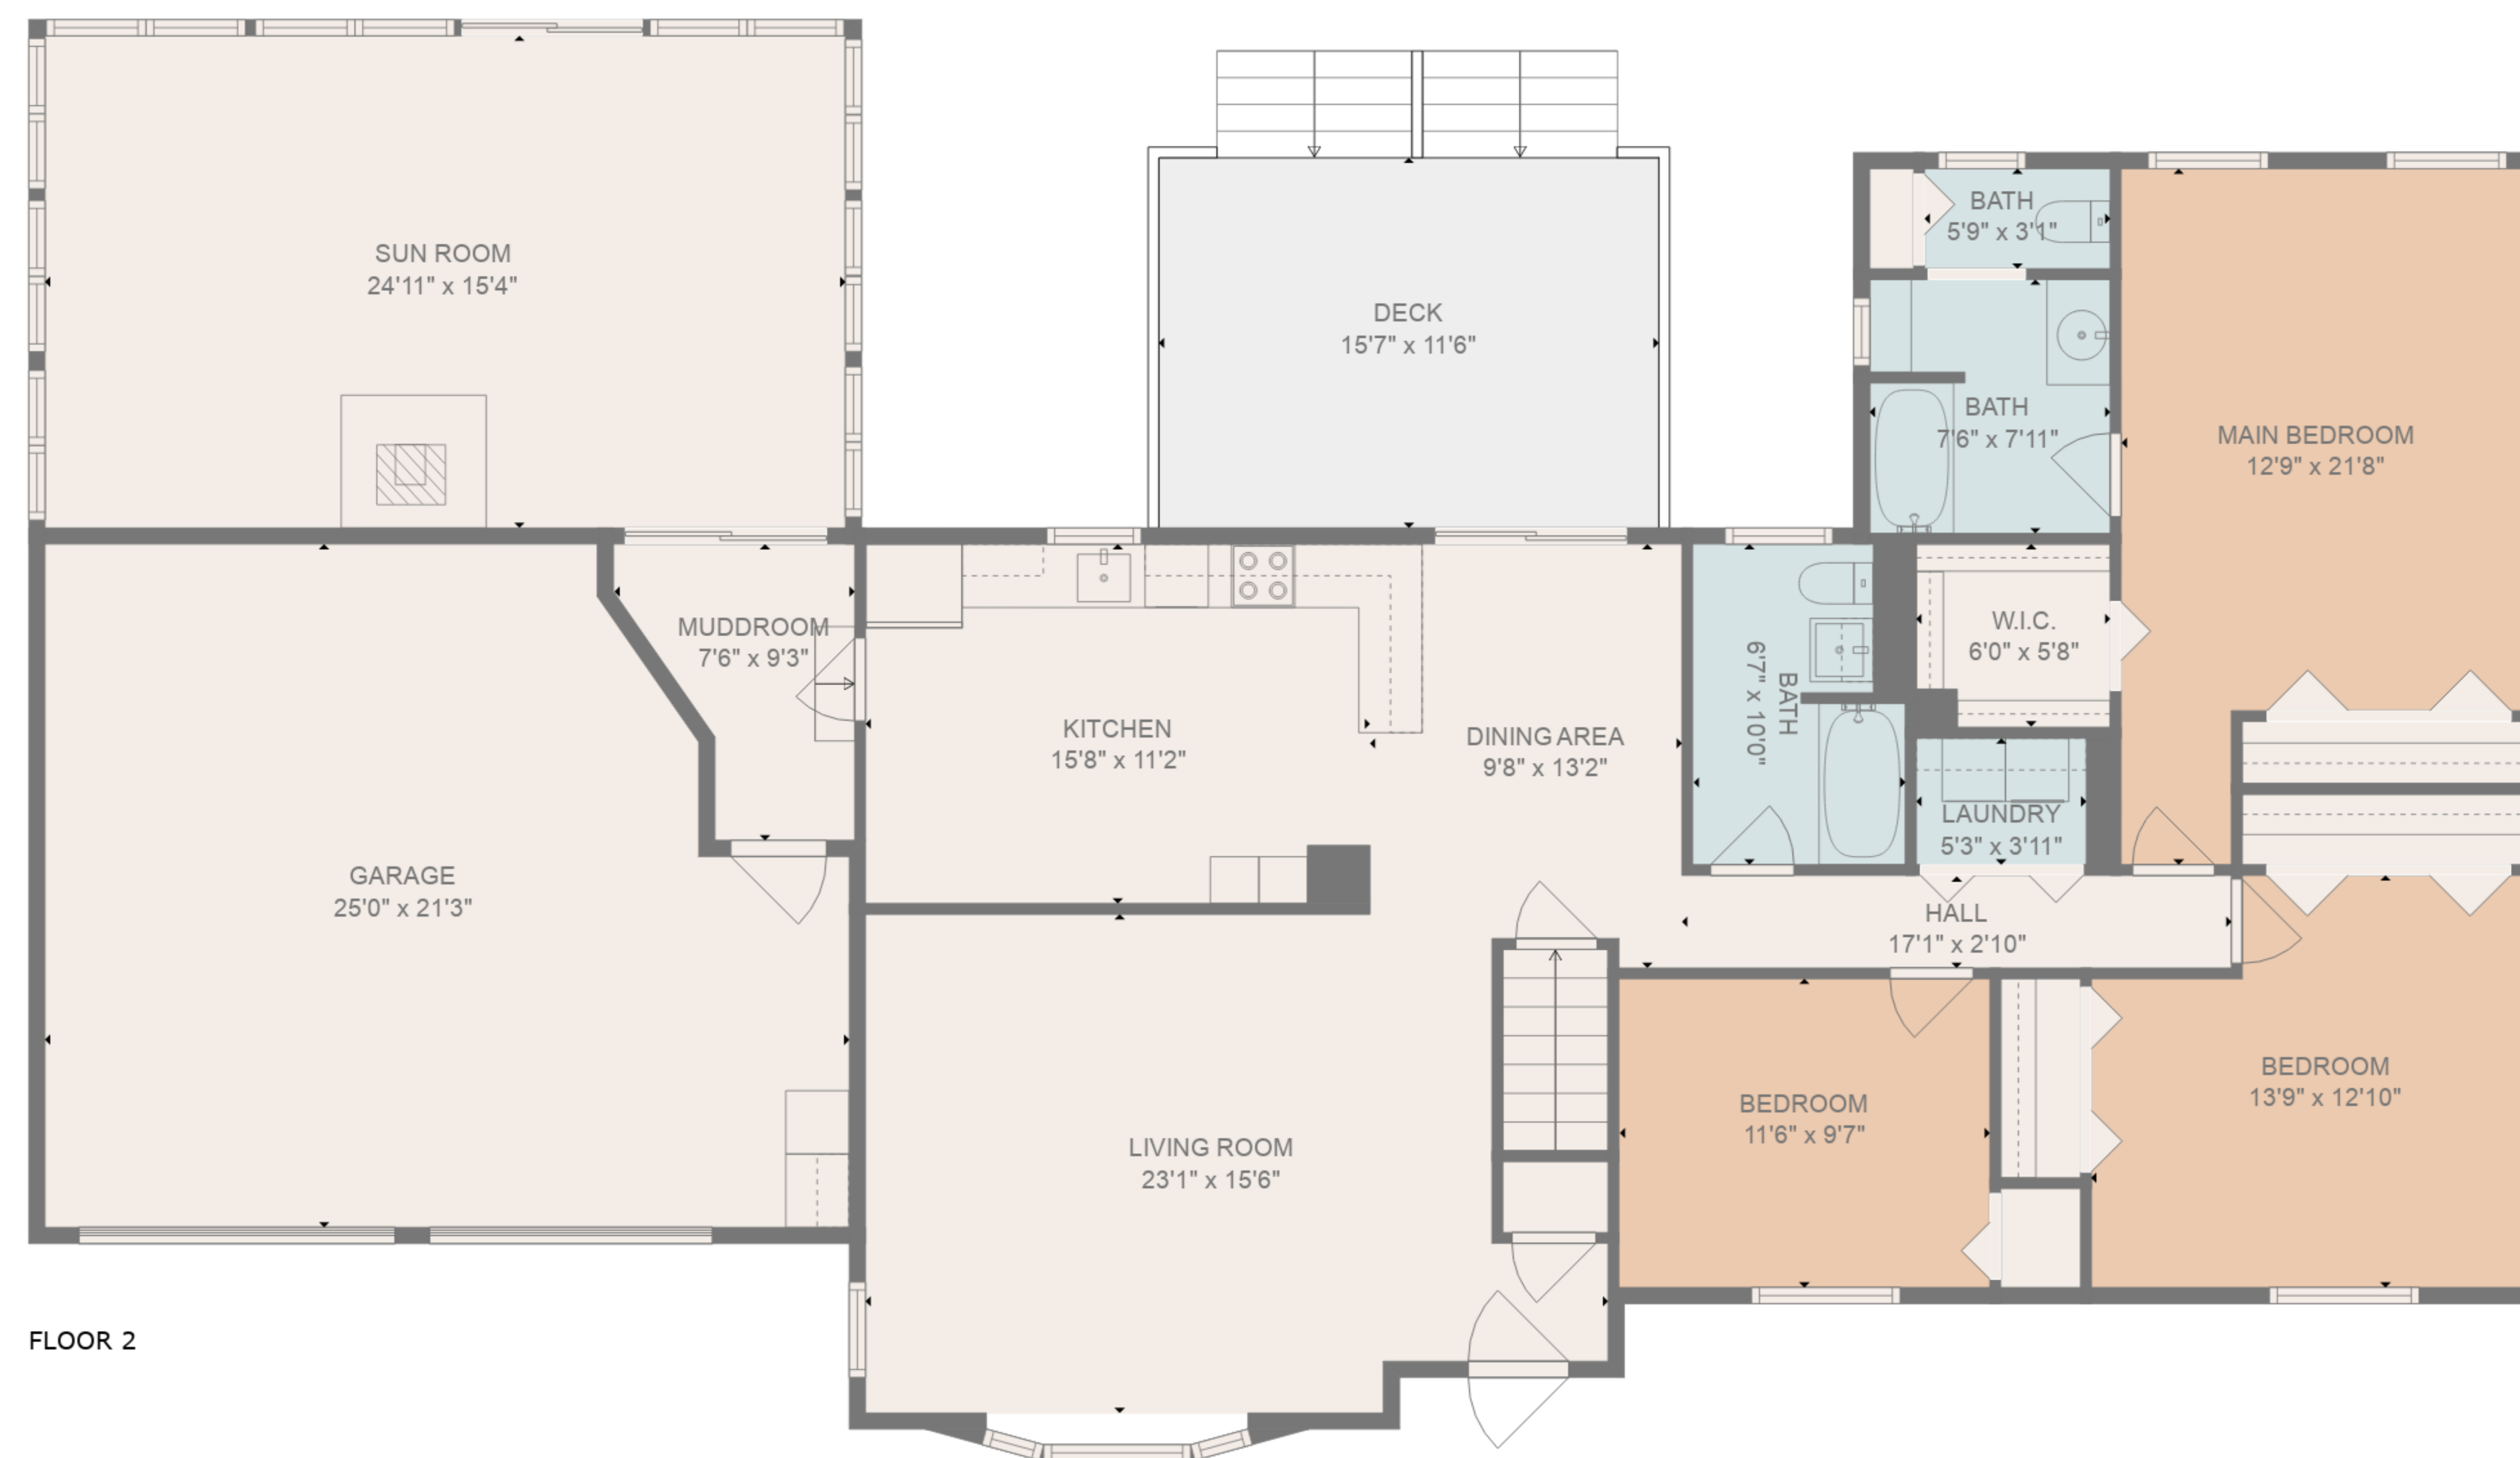 SUN ROOM
24'11" x 15'4"
DECK
15'7" x 11'6"
BATH
5'9" x 3'1"
BATH
7'6" x 7'11"
MAIN BEDROOM
12'9" x 21'8"
MUDDROOM
7'6" x 9'3"
KITCHEN
15'8" x 11'2"
DINING AREA
9'8" x 13'2"
BATH
6'7" x 10'0"
W.I.C.
6'0" x 5'8"
LAUNDRY
5'3" x 3'11"
GARAGE
25'0" x 21'3"
HALL
17'1" x 2'10"
LIVING ROOM
23'1" x 15'6"
BEDROOM
11'6" x 9'7"
BEDROOM
13'9" x 12'10"
FLOOR 2